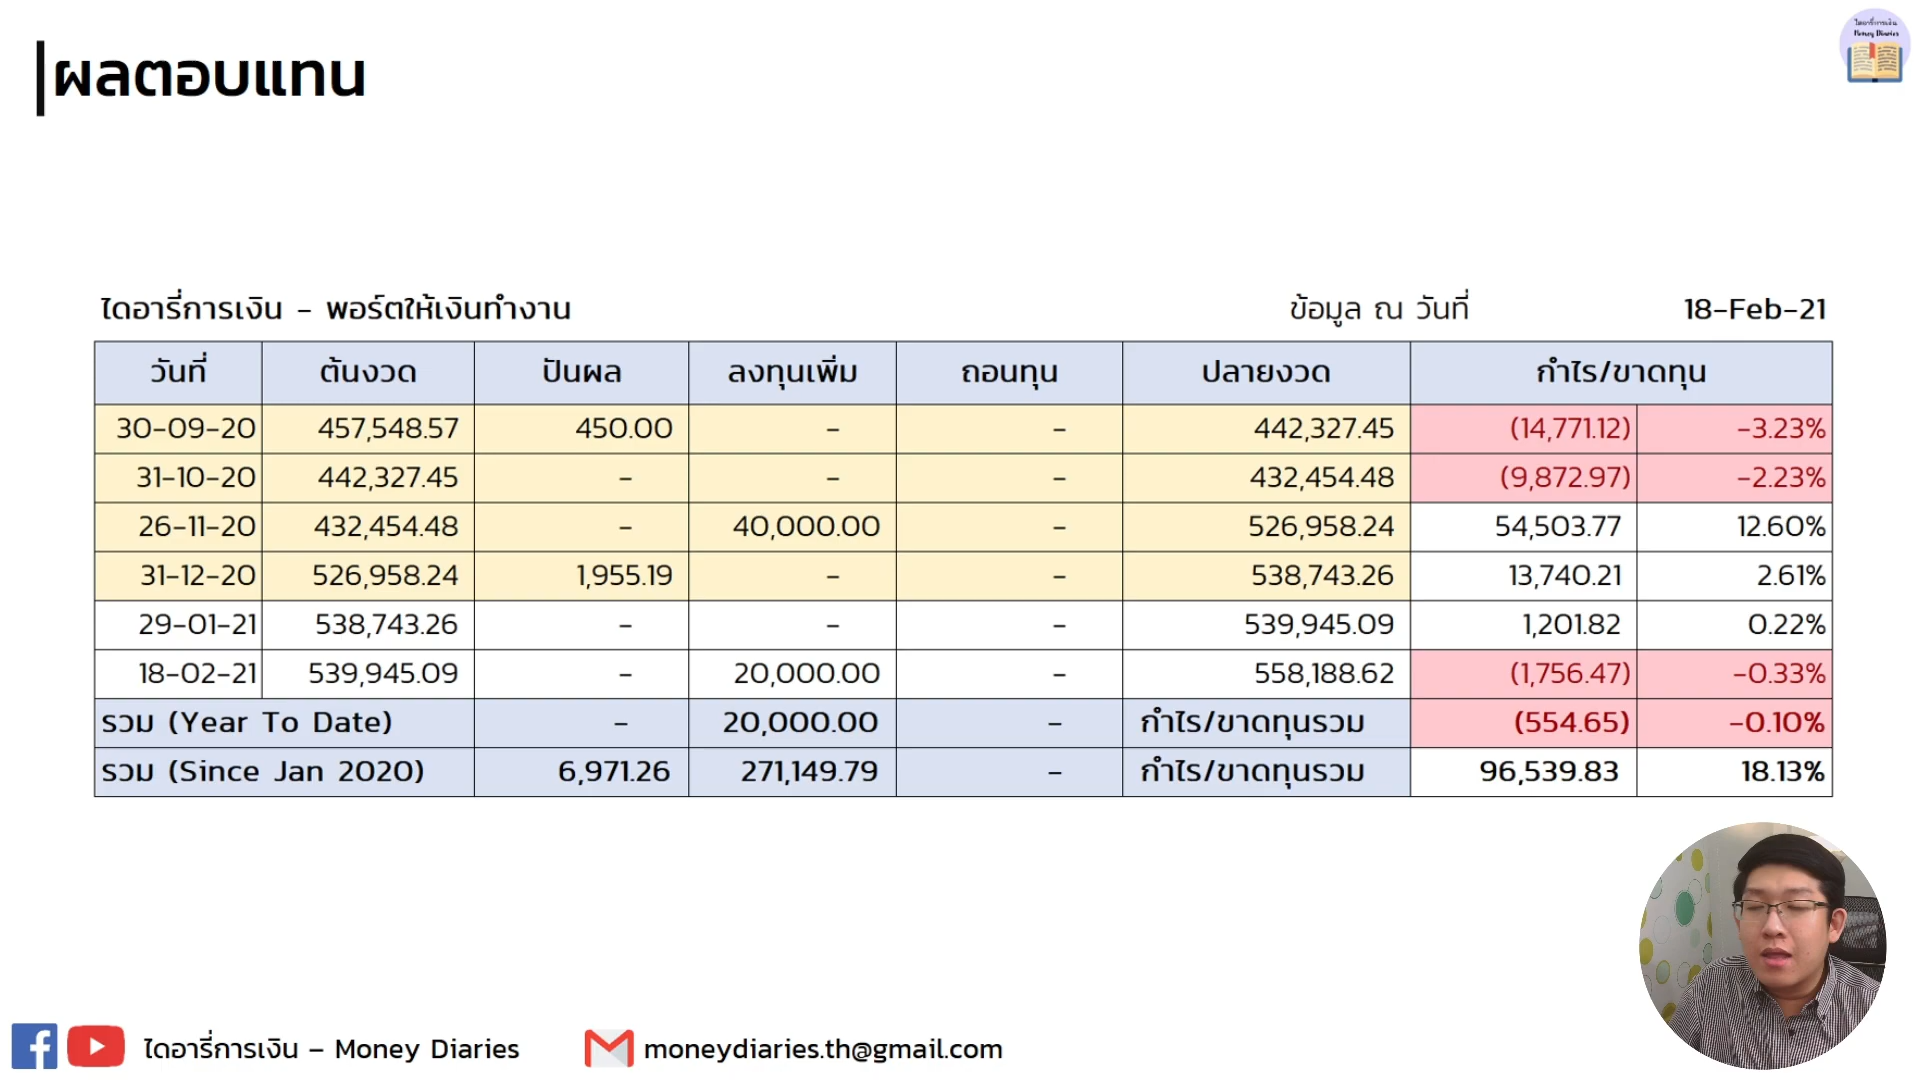 ผลตอบแทน
ไดอารี่การเงิน
Money Diaries
ไดอารี่การเงิน – พอร์ตให้เงินทำงาน ข้อมูล ณ วันที่ 18-Feb-21
วันที่ ต้นงวด ปันผล ลงทุนเพิ่ม ถอนทุน ปลายงวด กำไร/ขาดทุน
30-09-20 457,548.57 450.00 - - 442,327.45 (14,771.12) -3.23%
31-10-20 442,327.45 - - - 432,454.48 (9,872.97) -2.23%
26-11-20 432,454.48 - 40,000.00 - 526,958.24 54,503.77 12.60%
31-12-20 526,958.24 1,955.19 - - 538,743.26 13,740.21 2.61%
29-01-21 538,743.26 - - - 539,945.09 1,201.82 0.22%
18-02-21 539,945.09 - 20,000.00 - 558,188.62 (1,756.47) -0.33%
รวม (Year To Date) - 20,000.00 - กำไร/ขาดทุนรวม (554.65) -0.10%
รวม (Since Jan 2020) 6,971.26 271,149.79 - กำไร/ขาดทุนรวม 96,539.83 18.13%
ไดอารี่การเงิน – Money Diaries moneydiaries.th@gmail.com